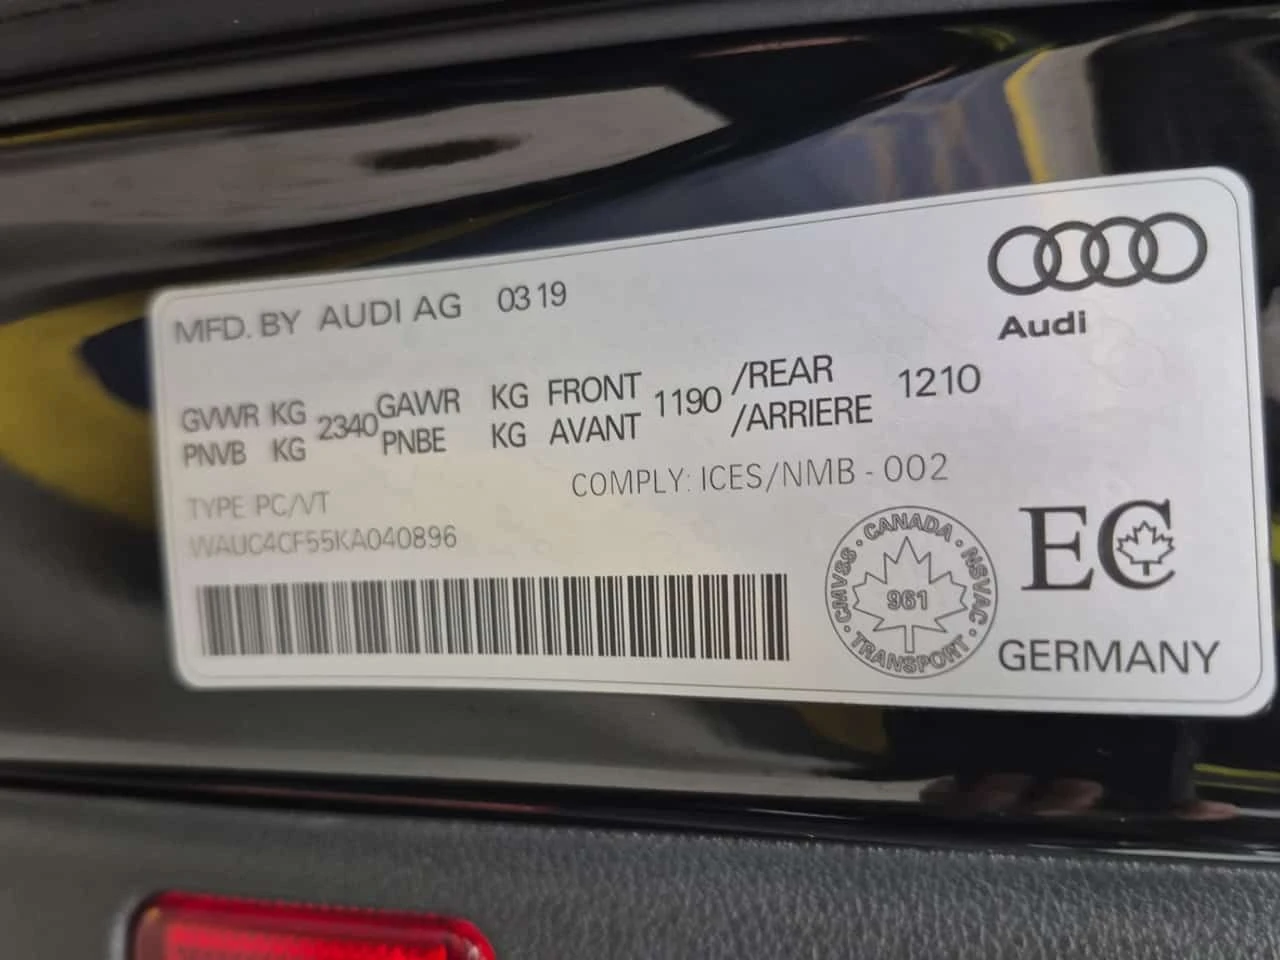 MFD. BY AUDI AG 03 19
Audi
GVWR KG 2340 GAWR KG FRONT 1190 /REAR 1210
PNVB KG PNBE KG AVANT /ARRIERE
COMPLY: ICES/NMB - 002
TYPE PC/VT
WAUC4CF55KA040896
CANADA · NSVAC · TRANSPORT · CMVSS ·
961
EC
GERMANY